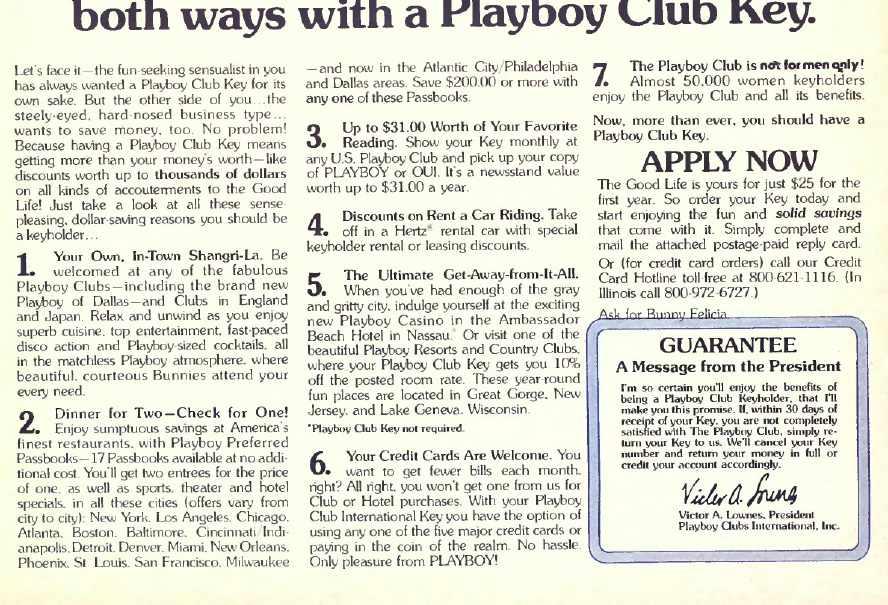 both ways with a Playboy Club Key.
Let's face it—the fun-seeking sensualist in you
has always wanted a Playboy Club Key for its
own sake. But the other side of you...the
steely-eyed, hard-nosed business type...
wants to save money, too. No problem!
Because having a Playboy Club Key means
getting more than your money's worth—like
discounts worth up to thousands of dollars
on all kinds of accouterments to the Good
Life! Just take a look at all these sense-
pleasing, dollar-saving reasons you should be
a keyholder...
1. Your Own, In-Town Shangri-La. Be
welcomed at any of the fabulous
Playboy Clubs—including the brand new
Playboy of Dallas—and Clubs in England
and Japan. Relax and unwind as you enjoy
superb cuisine, top entertainment, fast-paced
disco action and Playboy-sized cocktails, all
in the matchless Playboy atmosphere, where
beautiful, courteous Bunnies attend your
every need.
2. Dinner for Two—Check for One!
Enjoy sumptuous savings at America's
finest restaurants, with Playboy Preferred
Passbooks—17 Passbooks available at no addi-
tional cost. You'll get two entrees for the price
of one, as well as sports, theater and hotel
specials, in all these cities (offers vary from
city to city): New York, Los Angeles, Chicago,
Atlanta, Boston, Baltimore, Cincinnati/Indi-
anapolis, Detroit, Denver, Miami, New Orleans,
Phoenix, St. Louis, San Francisco, Milwaukee
—and now in the Atlantic City/Philadelphia
and Dallas areas. Save $200.00 or more with
any one of these Passbooks.
3. Up to $31.00 Worth of Your Favorite
Reading. Show your Key monthly at
any U.S. Playboy Club and pick up your copy
of PLAYBOY or OUI. It's a newsstand value
worth up to $31.00 a year.
4. Discounts on Rent a Car Riding. Take
off in a Hertz® rental car with special
keyholder rental or leasing discounts.
5. The Ultimate Get-Away-from-It-All.
When you've had enough of the gray
and gritty city, indulge yourself at the exciting
new Playboy Casino in the Ambassador
Beach Hotel in Nassau.* Or visit one of the
beautiful Playboy Resorts and Country Clubs,
where your Playboy Club Key gets you 10%
off the posted room rate. These year-round
fun places are located in Great Gorge, New
Jersey, and Lake Geneva, Wisconsin.
*Playboy Club Key not required.
6. Your Credit Cards Are Welcome. You
want to get fewer bills each month,
right? All right, you won't get one from us for
Club or Hotel purchases. With your Playboy
Club International Key you have the option of
using any one of the five major credit cards or
paying in the coin of the realm. No hassle.
Only pleasure from PLAYBOY!
7. The Playboy Club is not for men only!
Almost 50,000 women keyholders
enjoy the Playboy Club and all its benefits.
Now, more than ever, you should have a
Playboy Club Key.
APPLY NOW
The Good Life is yours for just $25 for the
first year. So order your Key today and
start enjoying the fun and solid savings
that come with it. Simply complete and
mail the attached postage-paid reply card.
Or (for credit card orders) call our Credit
Card Hotline toll-free at 800-621-1116. (In
Illinois call 800-972-6727.)
Ask for Bunny Felicia.
GUARANTEE
A Message from the President
I'm so certain you'll enjoy the benefits of
being a Playboy Club Keyholder, that I'll
make you this promise. If, within 30 days of
receipt of Key, you are not completely
satisfied with The Playboy Club, simply re-
turn your Key to us. We'll cancel your Key
number and return your money in full or
credit your account accordingly.
Victor A. Lownes
Victor A. Lownes, President
Playboy Clubs International, Inc.